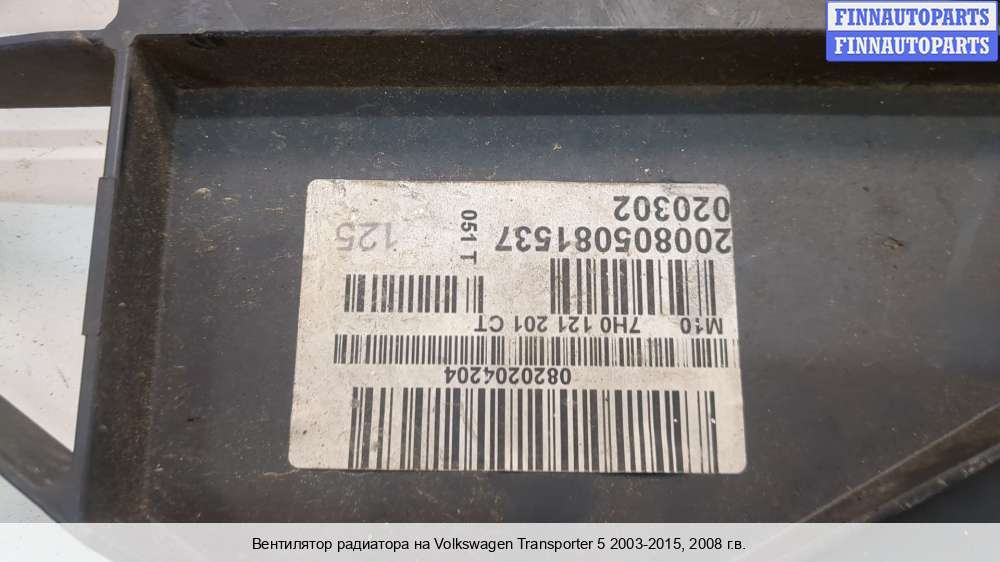 FINNAUTOPARTS
FINNAUTOPARTS
0820204204
M10 7H0 121 201 CT
200805081537
020302
051 T
125
Вентилятор радиатора на Volkswagen Transporter 5 2003-2015, 2008 г.в.